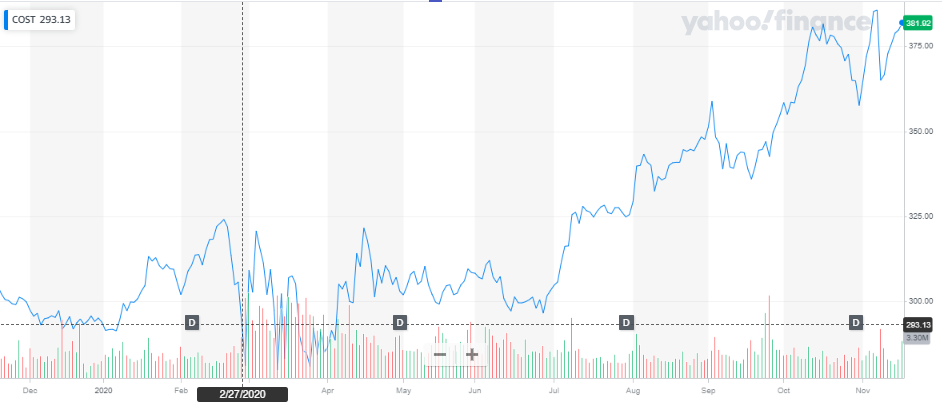 COST 293.13
yahoo!finance
381.92
375.00
350.00
325.00
300.00
D D D D
293.13
3.30M
Dec 2020 Feb Apr May Jun Jul Aug Sep Oct Nov
2/27/2020